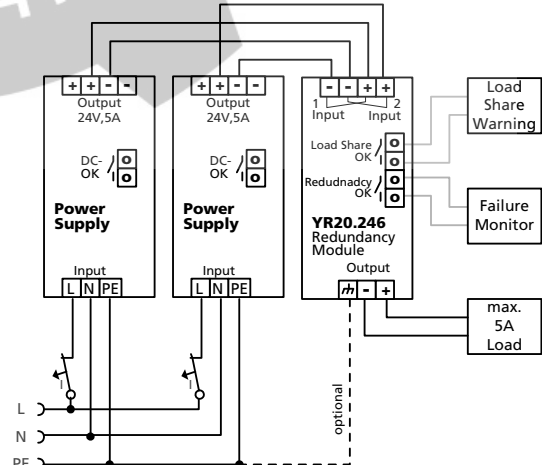 + + - -
Output
24V,5A
DC-
OK
Power
Supply
Input
L N PE
+ + - -
Output
24V,5A
DC-
OK
Power
Supply
Input
L N PE
- - + +
1 2
Input Input
Load Share
OK
Redudnadcy
OK
YR20.246
Redundancy
Module
Output
- +
Load
Share
Warning
Failure
Monitor
max.
5A
Load
I
I
optional
L
N
PE